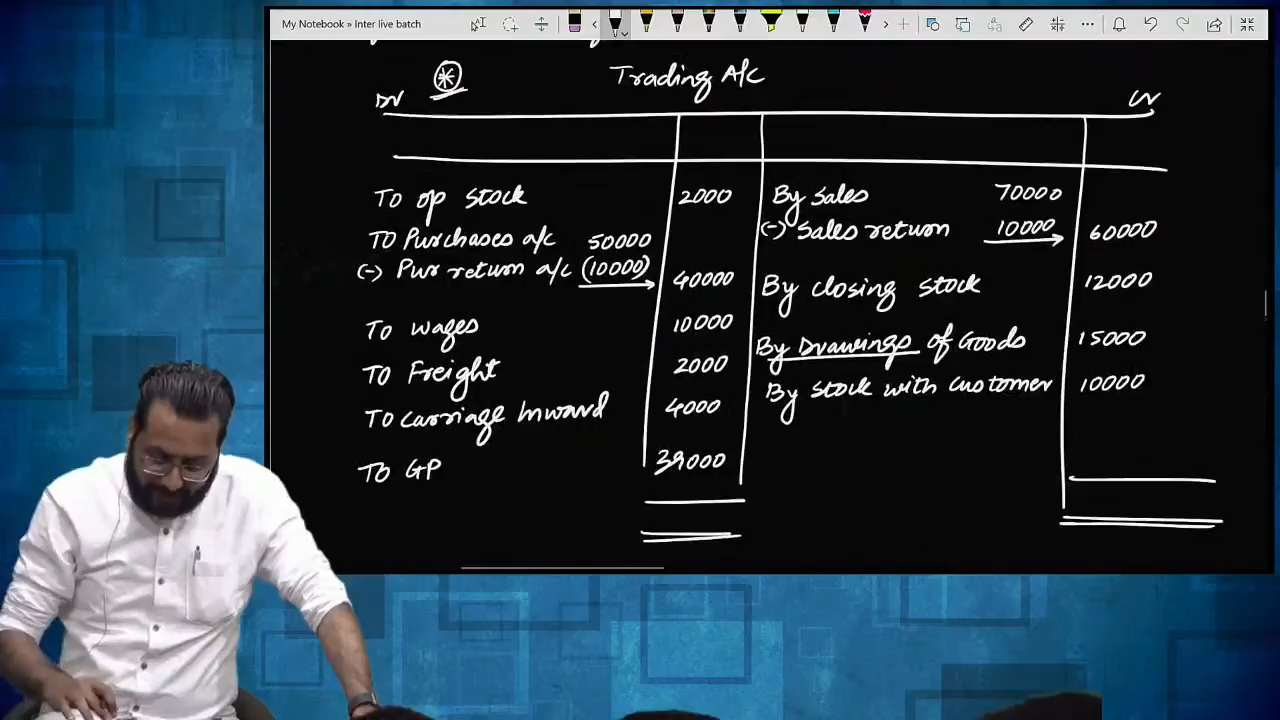 My Notebook » Inter live batch
Trading A/c
Dr
Cr
To op stock 2000
To Purchases a/c 50000
(-) Pur return a/c (10000) 40000
To wages 10000
To Freight 2000
To carriage Inward 4000
To GP 39000
By Sales 70000
(-) Sales return 10000 60000
By closing stock 12000
By Drawings of Goods 15000
By Stock with customer 10000